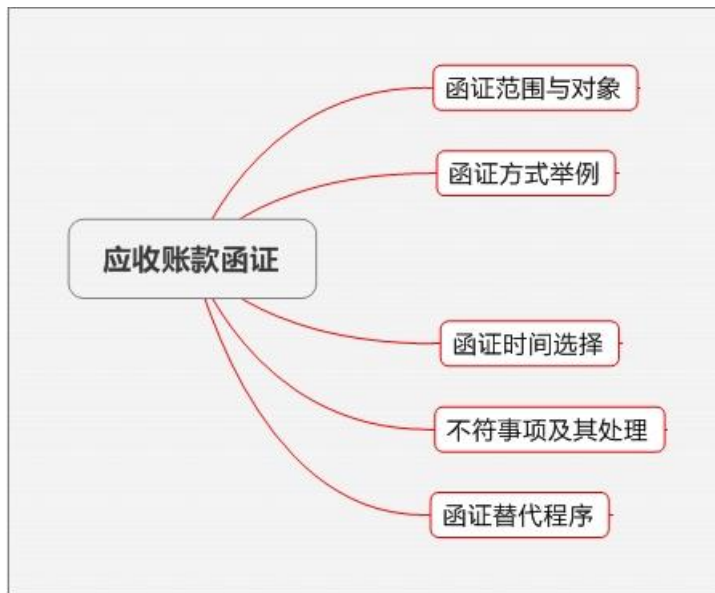 函证范围与对象
函证方式举例
应收账款函证
函证时间选择
不符事项及其处理
函证替代程序